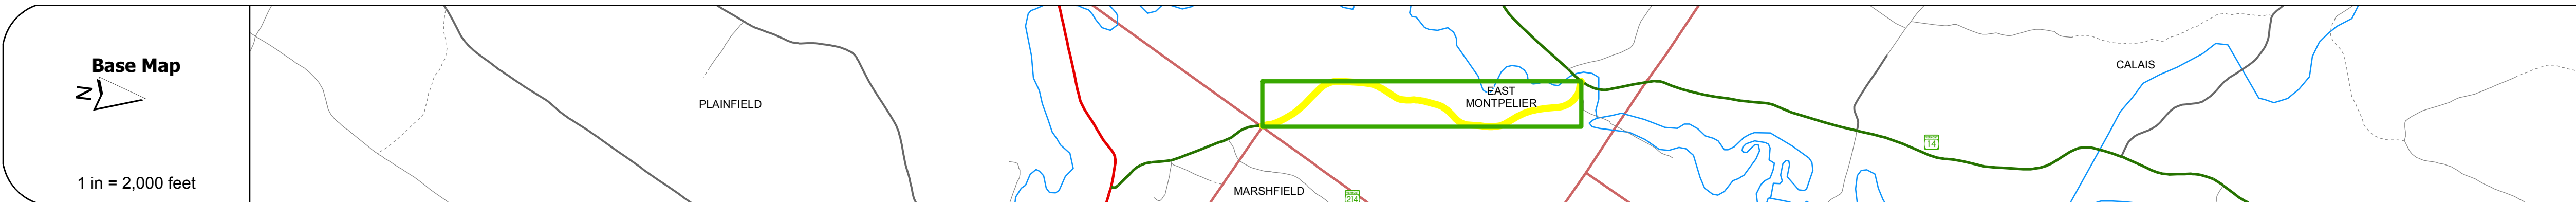 Base Map
N
1 in = 2,000 feet
PLAINFIELD
EAST
MONTPELIER
MARSHFIELD
214
14
CALAIS